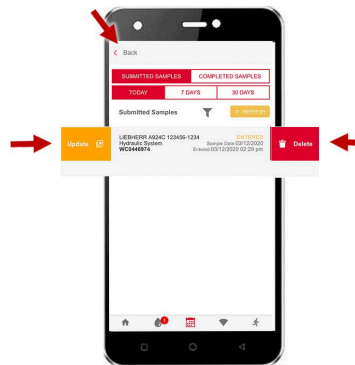 Back
SUBMITTED SAMPLES COMPLETED SAMPLES
TODAY 7 DAYS 30 DAYS
Submitted Samples REFRESH
Update LIEBHERR A924C 123456-1234 ENTERED Delete
Hydraulic System Sample Date:03/12/2020
WC0446974 Entered:03/12/2020 02:29 pm
1